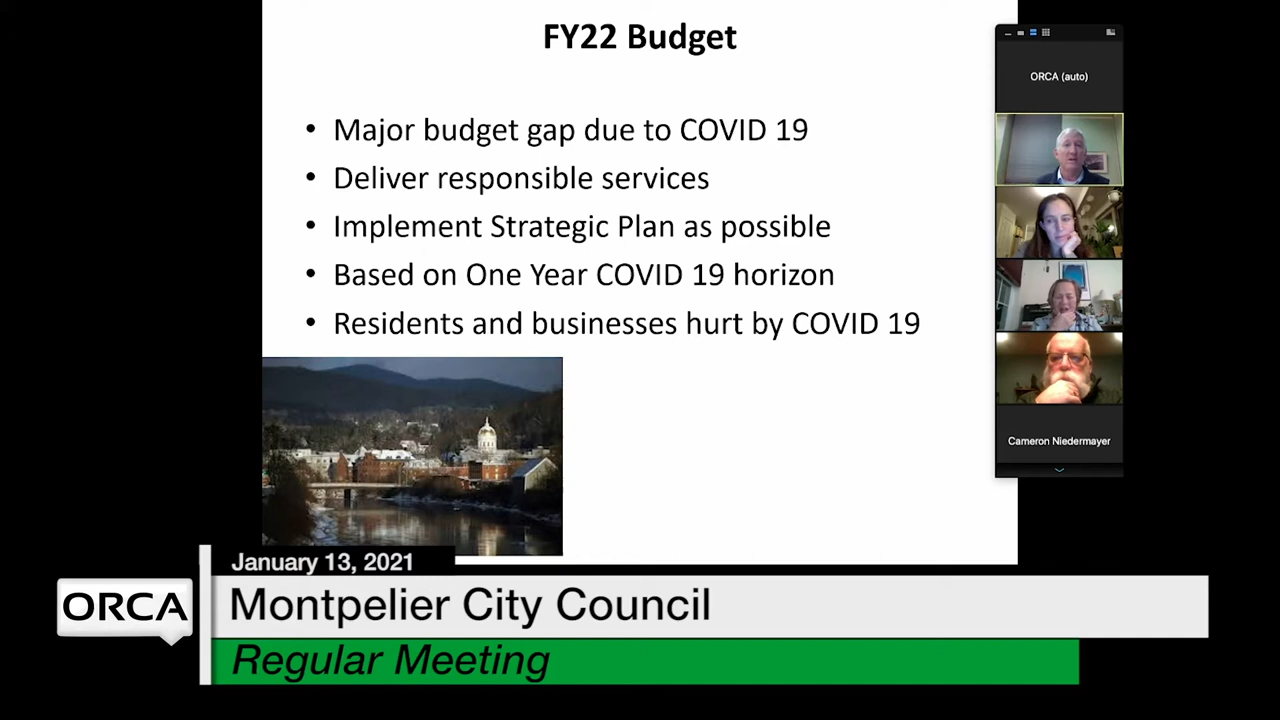 FY22 Budget
• Major budget gap due to COVID 19
• Deliver responsible services
• Implement Strategic Plan as possible
• Based on One Year COVID 19 horizon
• Residents and businesses hurt by COVID 19
ORCA (auto)
Cameron Niedermayer
January 13, 2021
ORCA
Montpelier City Council
Regular Meeting